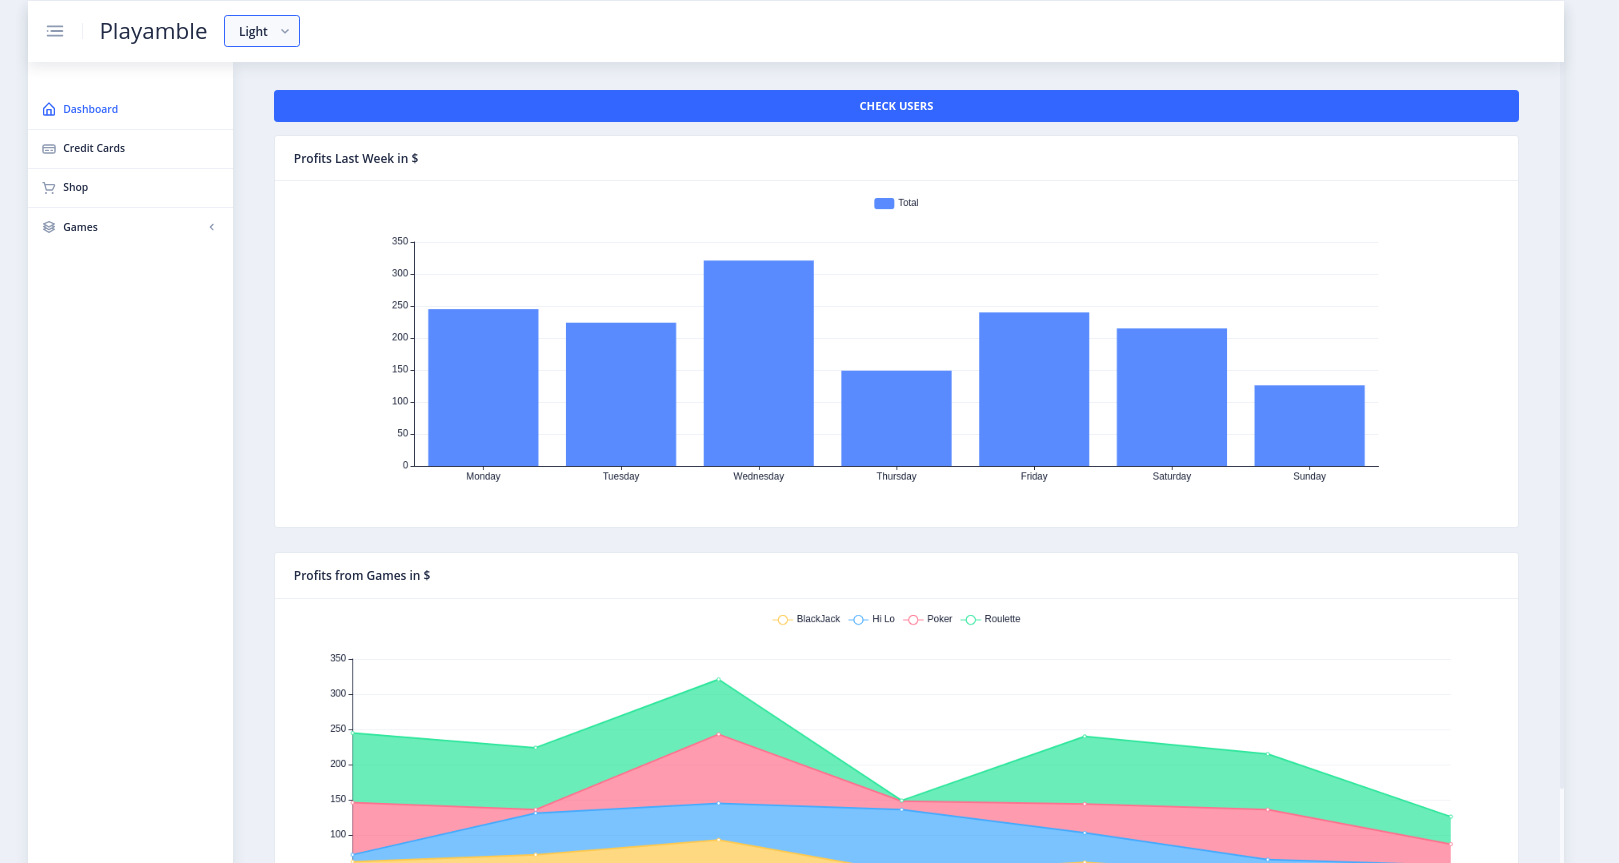 Playamble
Light
Dashboard
Credit Cards
Shop
Games
CHECK USERS
Profits Last Week in $
Total
350
300
250
200
150
100
50
0
Monday Tuesday Wednesday Thursday Friday Saturday Sunday
Profits from Games in $
BlackJack Hi Lo Poker Roulette
350
300
250
200
150
100